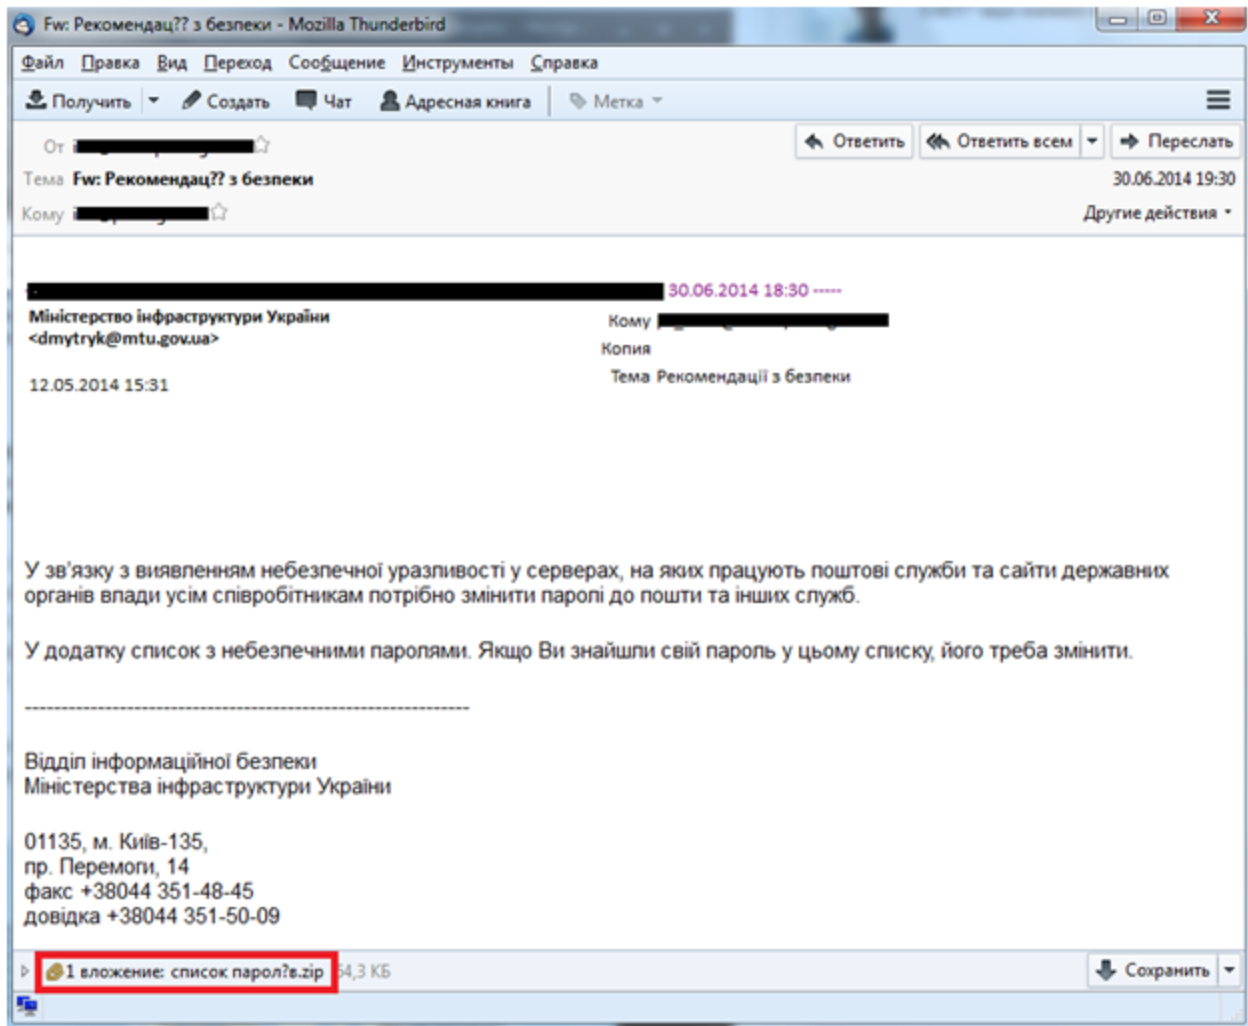 Fw: Рекомендац?? з безпеки - Mozilla Thunderbird
Файл Правка Вид Переход Сообщение Инструменты Справка
Получить Создать Чат Адресная книга Метка
От Ответить Ответить всем Переслать
Тема Fw: Рекомендац?? з безпеки 30.06.2014 19:30
Кому Другие действия
30.06.2014 18:30 -----
Міністерство інфраструктури України
<dmytryk@mtu.gov.ua>
Кому
Копия
12.05.2014 15:31
Тема Рекомендації з безпеки
У зв'язку з виявленням небезпечної уразливості у серверах, на яких працують поштові служби та сайти державних
органів влади усім співробітникам потрібно змінити паролі до пошти та інших служб.
У додатку список з небезпечними паролями. Якщо Ви знайшли свій пароль у цьому списку, його треба змінити.
----------------------------------------------------------------
Відділ інформаційної безпеки
Міністерства інфраструктури України
01135, м. Київ-135,
пр. Перемоги, 14
факс +38044 351-48-45
довідка +38044 351-50-09
1 вложение: список парол?в.zip 54,3 КБ Сохранить